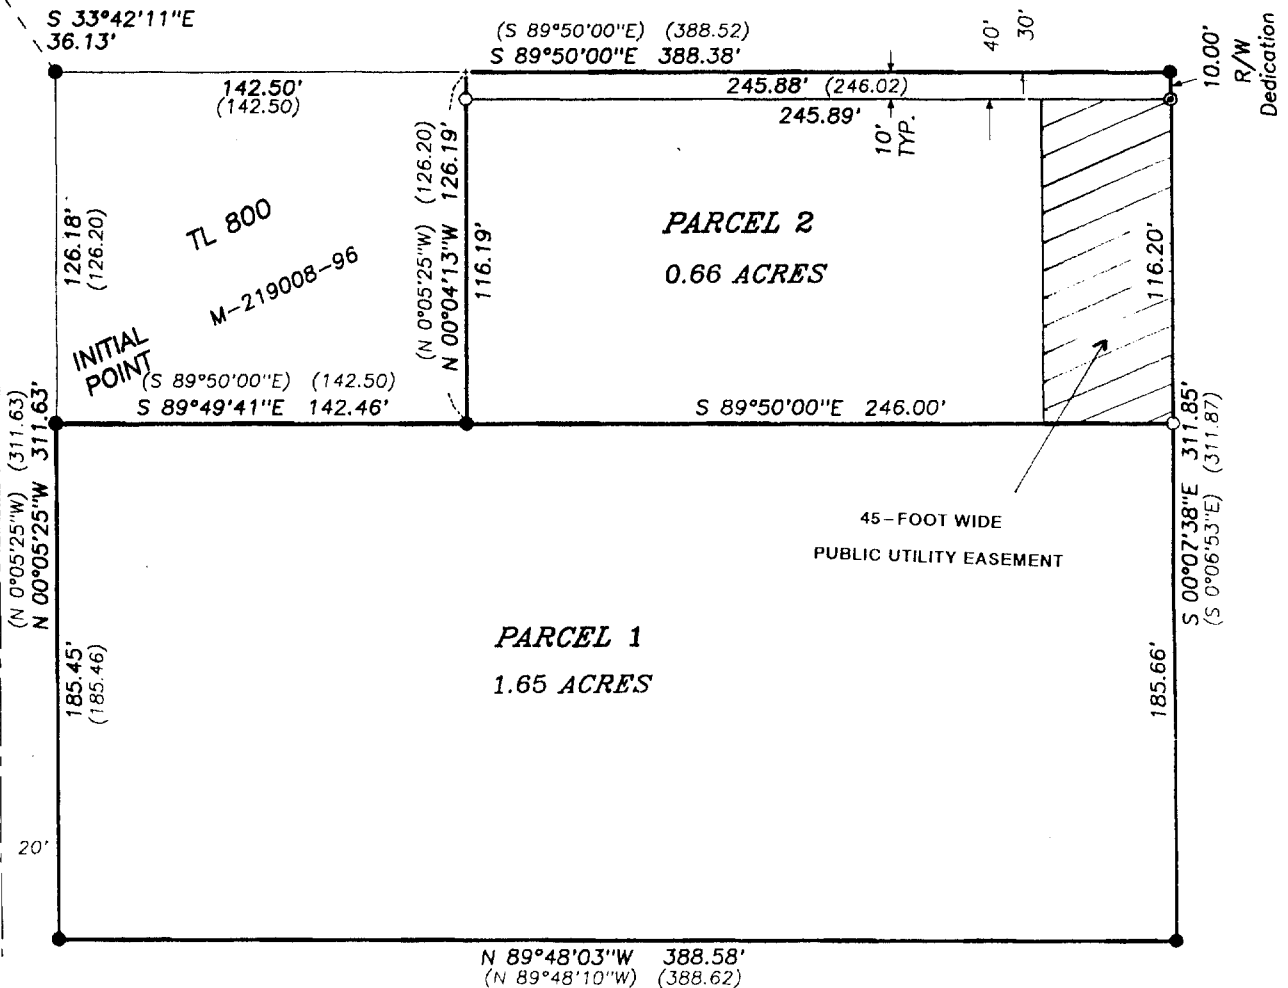 S 33°42'11"E
36.13'
(S 89°50'00"E) (388.52)
S 89°50'00"E 388.38'
40'
30'
10.00'
R/W
Dedication
142.50'
(142.50)
245.88' (246.02)
245.89'
10'
TYP.
126.18'
(126.20)
TL 800
M-219008-96
INITIAL
POINT
(N 0°05'25"W) (126.20)
N 00°04'13"W 126.19'
116.19'
PARCEL 2
0.66 ACRES
116.20'
(S 89°50'00"E) (142.50)
S 89°49'41"E 142.46'
S 89°50'00"E 246.00'
(N 0°05'25"W) (311.63)
N 00°05'25"W 311.63'
S 00°07'38"E 311.85'
(S 0°06'53"E) (311.87)
45-FOOT WIDE
PUBLIC UTILITY EASEMENT
PARCEL 1
1.65 ACRES
185.45'
(185.46)
185.66'
20'
N 89°48'03"W 388.58'
(N 89°48'10"W) (388.62)